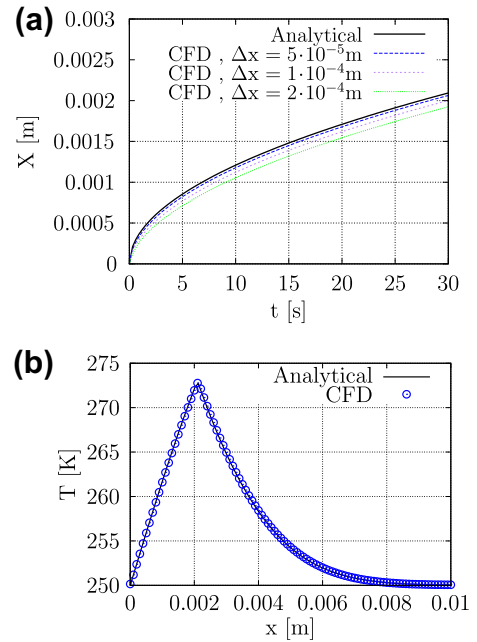 (a)
Analytical
CFD , Δx = 5·10⁻⁵m
CFD , Δx = 1·10⁻⁴m
CFD , Δx = 2·10⁻⁴m
X [m]
0.003
0.0025
0.002
0.0015
0.001
0.0005
0
0 5 10 15 20 25 30
t [s]
(b)
Analytical
CFD
T [K]
275
270
265
260
255
250
0 0.002 0.004 0.006 0.008 0.01
x [m]